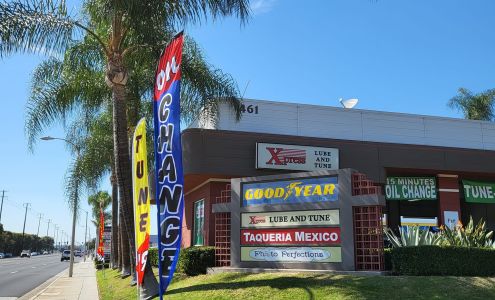 461
Xpress LUBE AND TUNE
GOODYEAR
Xpress LUBE AND TUNE
TAQUERIA MEXICO
Photo Perfections
15 MINUTES
OIL CHANGE
TUNE
OIL CHANGE
TUNE